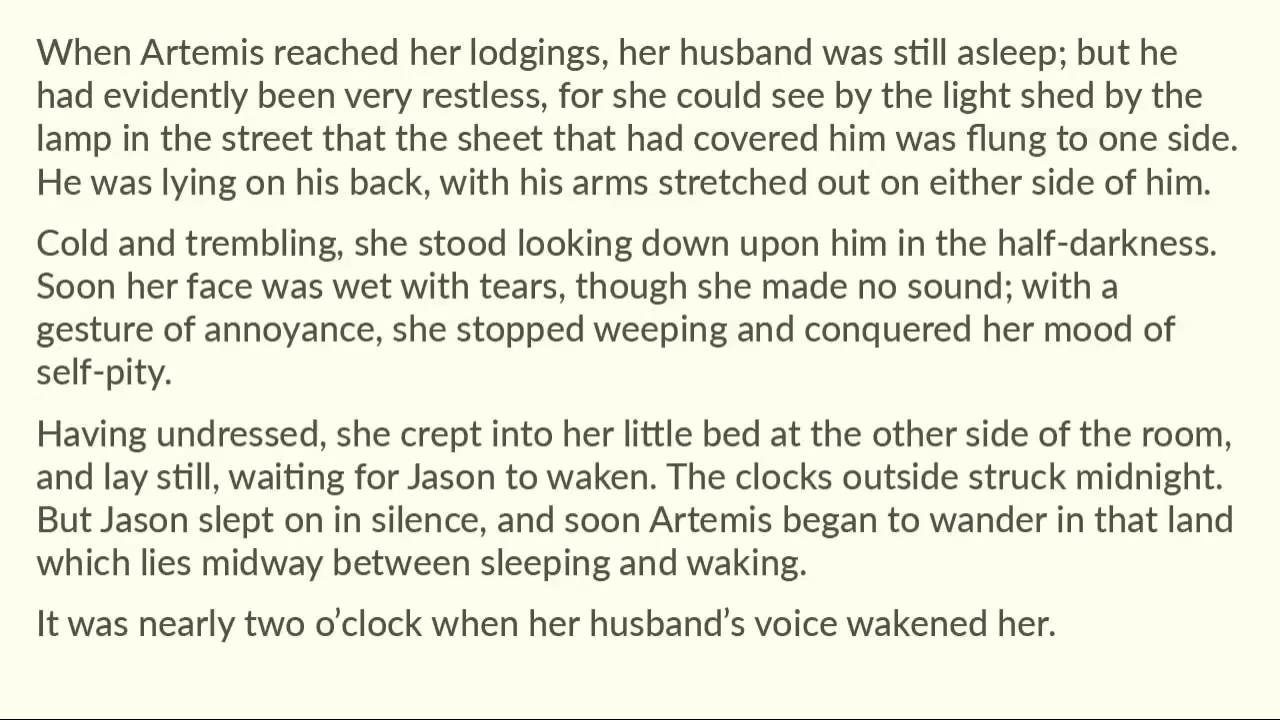 When Artemis reached her lodgings, her husband was still asleep; but he
had evidently been very restless, for she could see by the light shed by the
lamp in the street that the sheet that had covered him was flung to one side.
He was lying on his back, with his arms stretched out on either side of him.
Cold and trembling, she stood looking down upon him in the half-darkness.
Soon her face was wet with tears, though she made no sound; with a
gesture of annoyance, she stopped weeping and conquered her mood of
self-pity.
Having undressed, she crept into her little bed at the other side of the room,
and lay still, waiting for Jason to waken. The clocks outside struck midnight.
But Jason slept on in silence, and soon Artemis began to wander in that land
which lies midway between sleeping and waking.
It was nearly two o’clock when her husband’s voice wakened her.